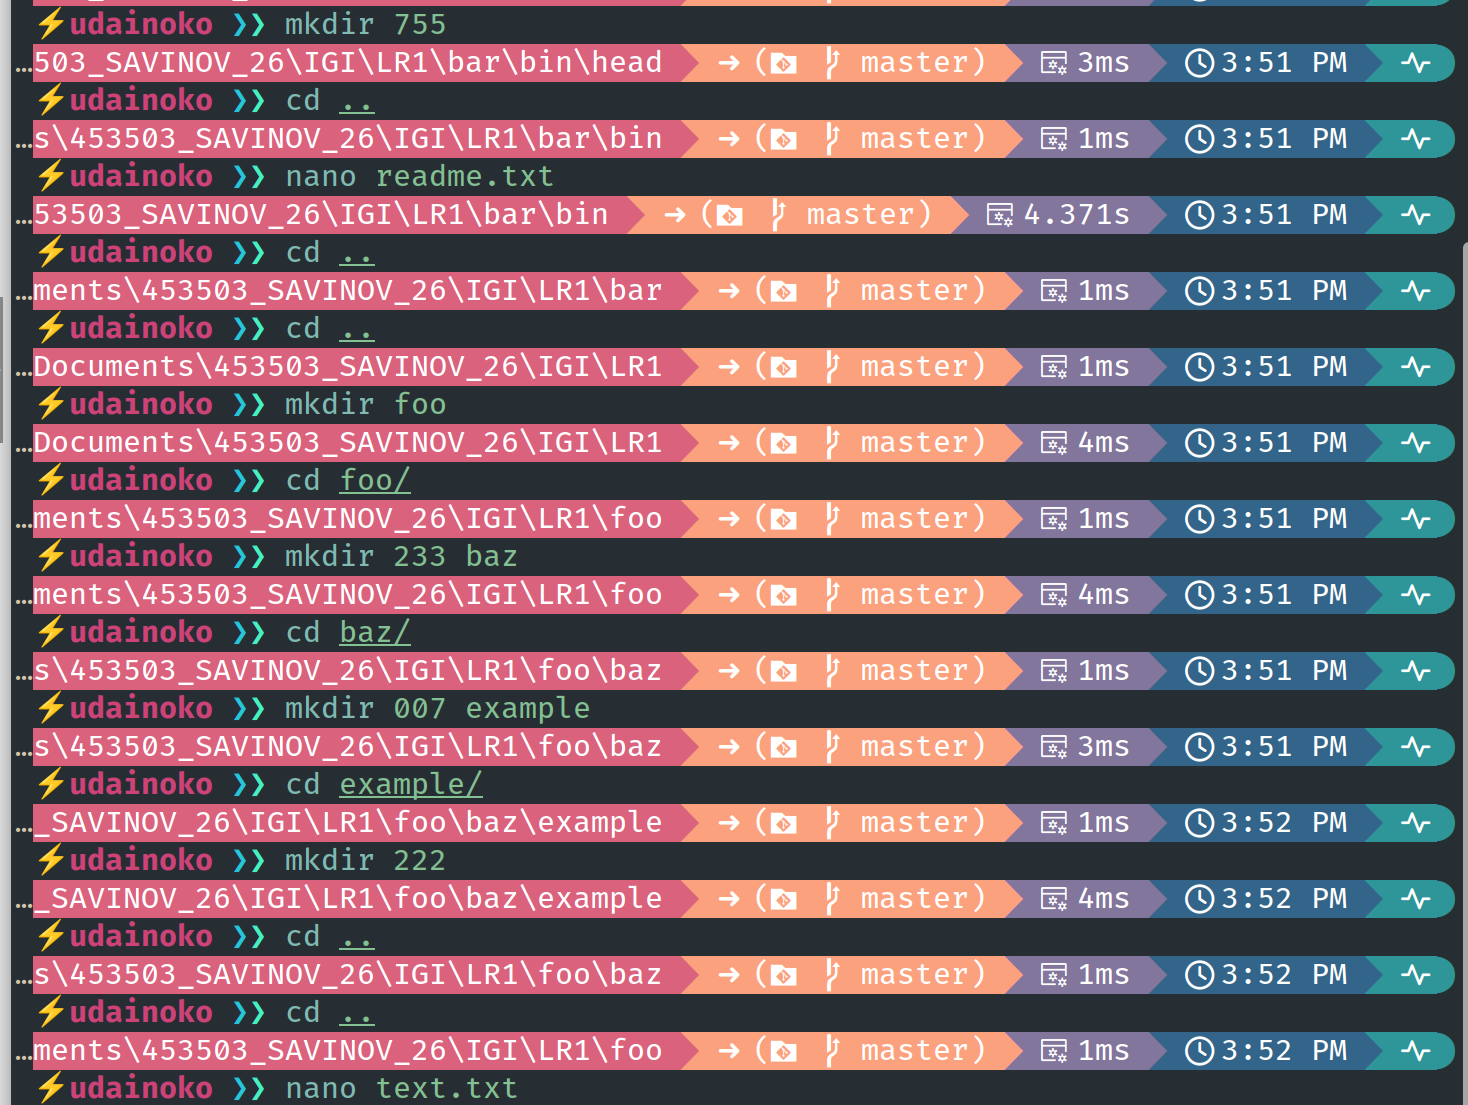 ⚡udainoko ❯❯ mkdir 755
…503_SAVINOV_26\IGI\LR1\bar\bin\head → ( master) 3ms 3:51 PM
⚡udainoko ❯❯ cd ..
…s\453503_SAVINOV_26\IGI\LR1\bar\bin → ( master) 1ms 3:51 PM
⚡udainoko ❯❯ nano readme.txt
…53503_SAVINOV_26\IGI\LR1\bar\bin → ( master) 4.371s 3:51 PM
⚡udainoko ❯❯ cd ..
…ments\453503_SAVINOV_26\IGI\LR1\bar → ( master) 1ms 3:51 PM
⚡udainoko ❯❯ cd ..
…Documents\453503_SAVINOV_26\IGI\LR1 → ( master) 1ms 3:51 PM
⚡udainoko ❯❯ mkdir foo
…Documents\453503_SAVINOV_26\IGI\LR1 → ( master) 4ms 3:51 PM
⚡udainoko ❯❯ cd foo/
…ments\453503_SAVINOV_26\IGI\LR1\foo → ( master) 1ms 3:51 PM
⚡udainoko ❯❯ mkdir 233 baz
…ments\453503_SAVINOV_26\IGI\LR1\foo → ( master) 4ms 3:51 PM
⚡udainoko ❯❯ cd baz/
…s\453503_SAVINOV_26\IGI\LR1\foo\baz → ( master) 1ms 3:51 PM
⚡udainoko ❯❯ mkdir 007 example
…s\453503_SAVINOV_26\IGI\LR1\foo\baz → ( master) 3ms 3:51 PM
⚡udainoko ❯❯ cd example/
…_SAVINOV_26\IGI\LR1\foo\baz\example → ( master) 1ms 3:52 PM
⚡udainoko ❯❯ mkdir 222
…_SAVINOV_26\IGI\LR1\foo\baz\example → ( master) 4ms 3:52 PM
⚡udainoko ❯❯ cd ..
…s\453503_SAVINOV_26\IGI\LR1\foo\baz → ( master) 1ms 3:52 PM
⚡udainoko ❯❯ cd ..
…ments\453503_SAVINOV_26\IGI\LR1\foo → ( master) 1ms 3:52 PM
⚡udainoko ❯❯ nano text.txt